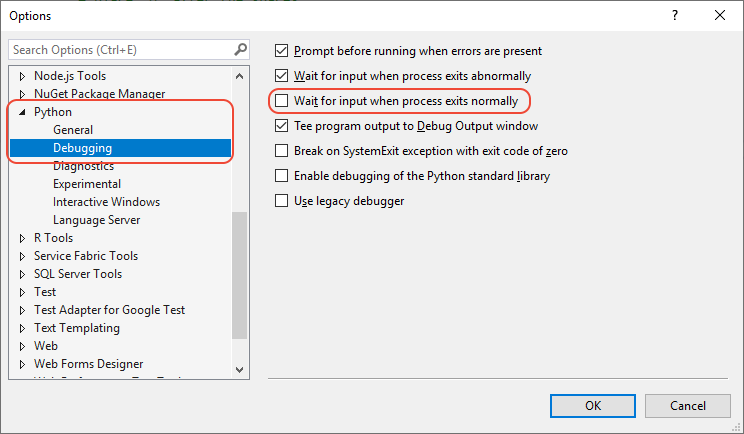 Options
Search Options (Ctrl+E)
Node.js Tools
NuGet Package Manager
Python
General
Debugging
Diagnostics
Experimental
Interactive Windows
Language Server
R Tools
Service Fabric Tools
SQL Server Tools
Test
Test Adapter for Google Test
Text Templating
Web
Web Forms Designer
Prompt before running when errors are present
Wait for input when process exits abnormally
Wait for input when process exits normally
Tee program output to Debug Output window
Break on SystemExit exception with exit code of zero
Enable debugging of the Python standard library
Use legacy debugger
OK
Cancel